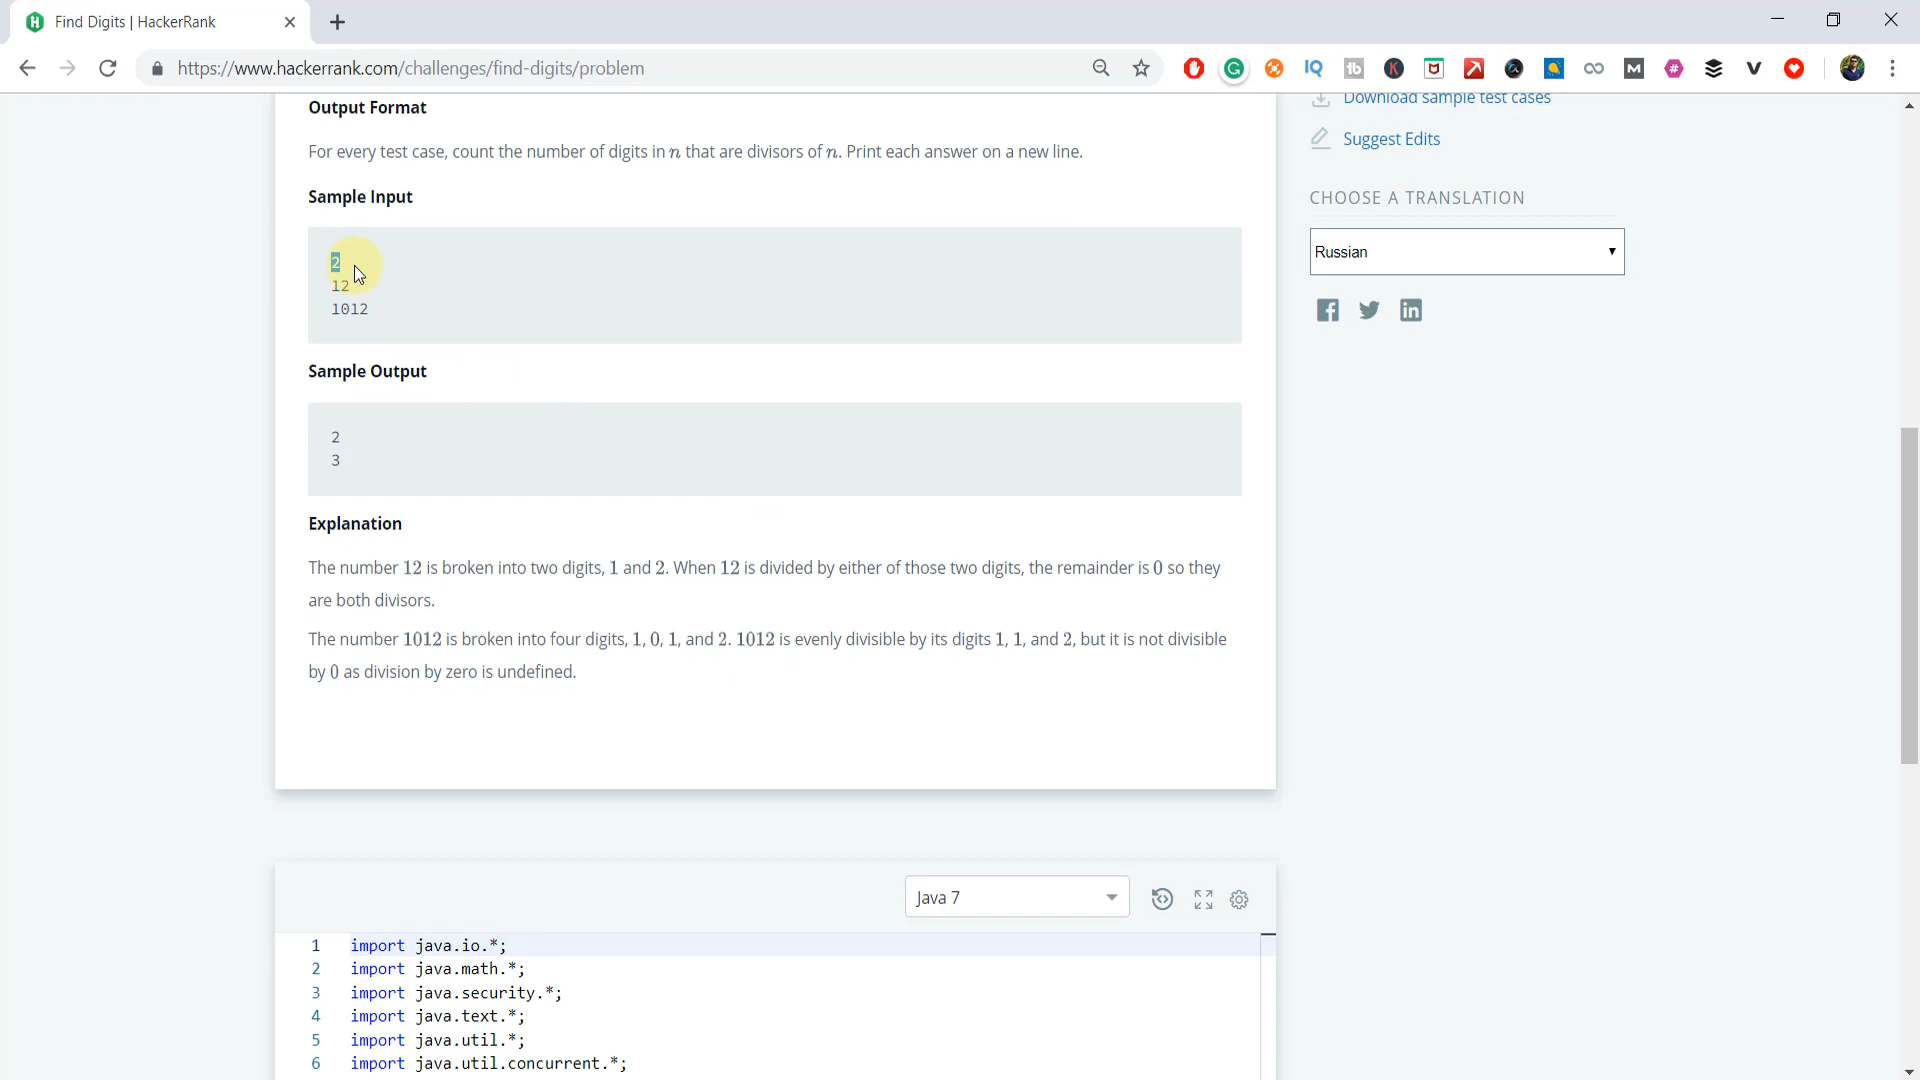 Find Digits | HackerRank
https://www.hackerrank.com/challenges/find-digits/problem
Output Format
For every test case, count the number of digits in n that are divisors of n. Print each answer on a new line.
Sample Input
2
12
1012
Sample Output
2
3
Explanation
The number 12 is broken into two digits, 1 and 2. When 12 is divided by either of those two digits, the remainder is 0 so they
are both divisors.
The number 1012 is broken into four digits, 1, 0, 1, and 2. 1012 is evenly divisible by its digits 1, 1, and 2, but it is not divisible
by 0 as division by zero is undefined.
Download sample test cases
Suggest Edits
CHOOSE A TRANSLATION
Russian
Java 7
1 import java.io.*;
2 import java.math.*;
3 import java.security.*;
4 import java.text.*;
5 import java.util.*;
6 import java.util.concurrent.*;